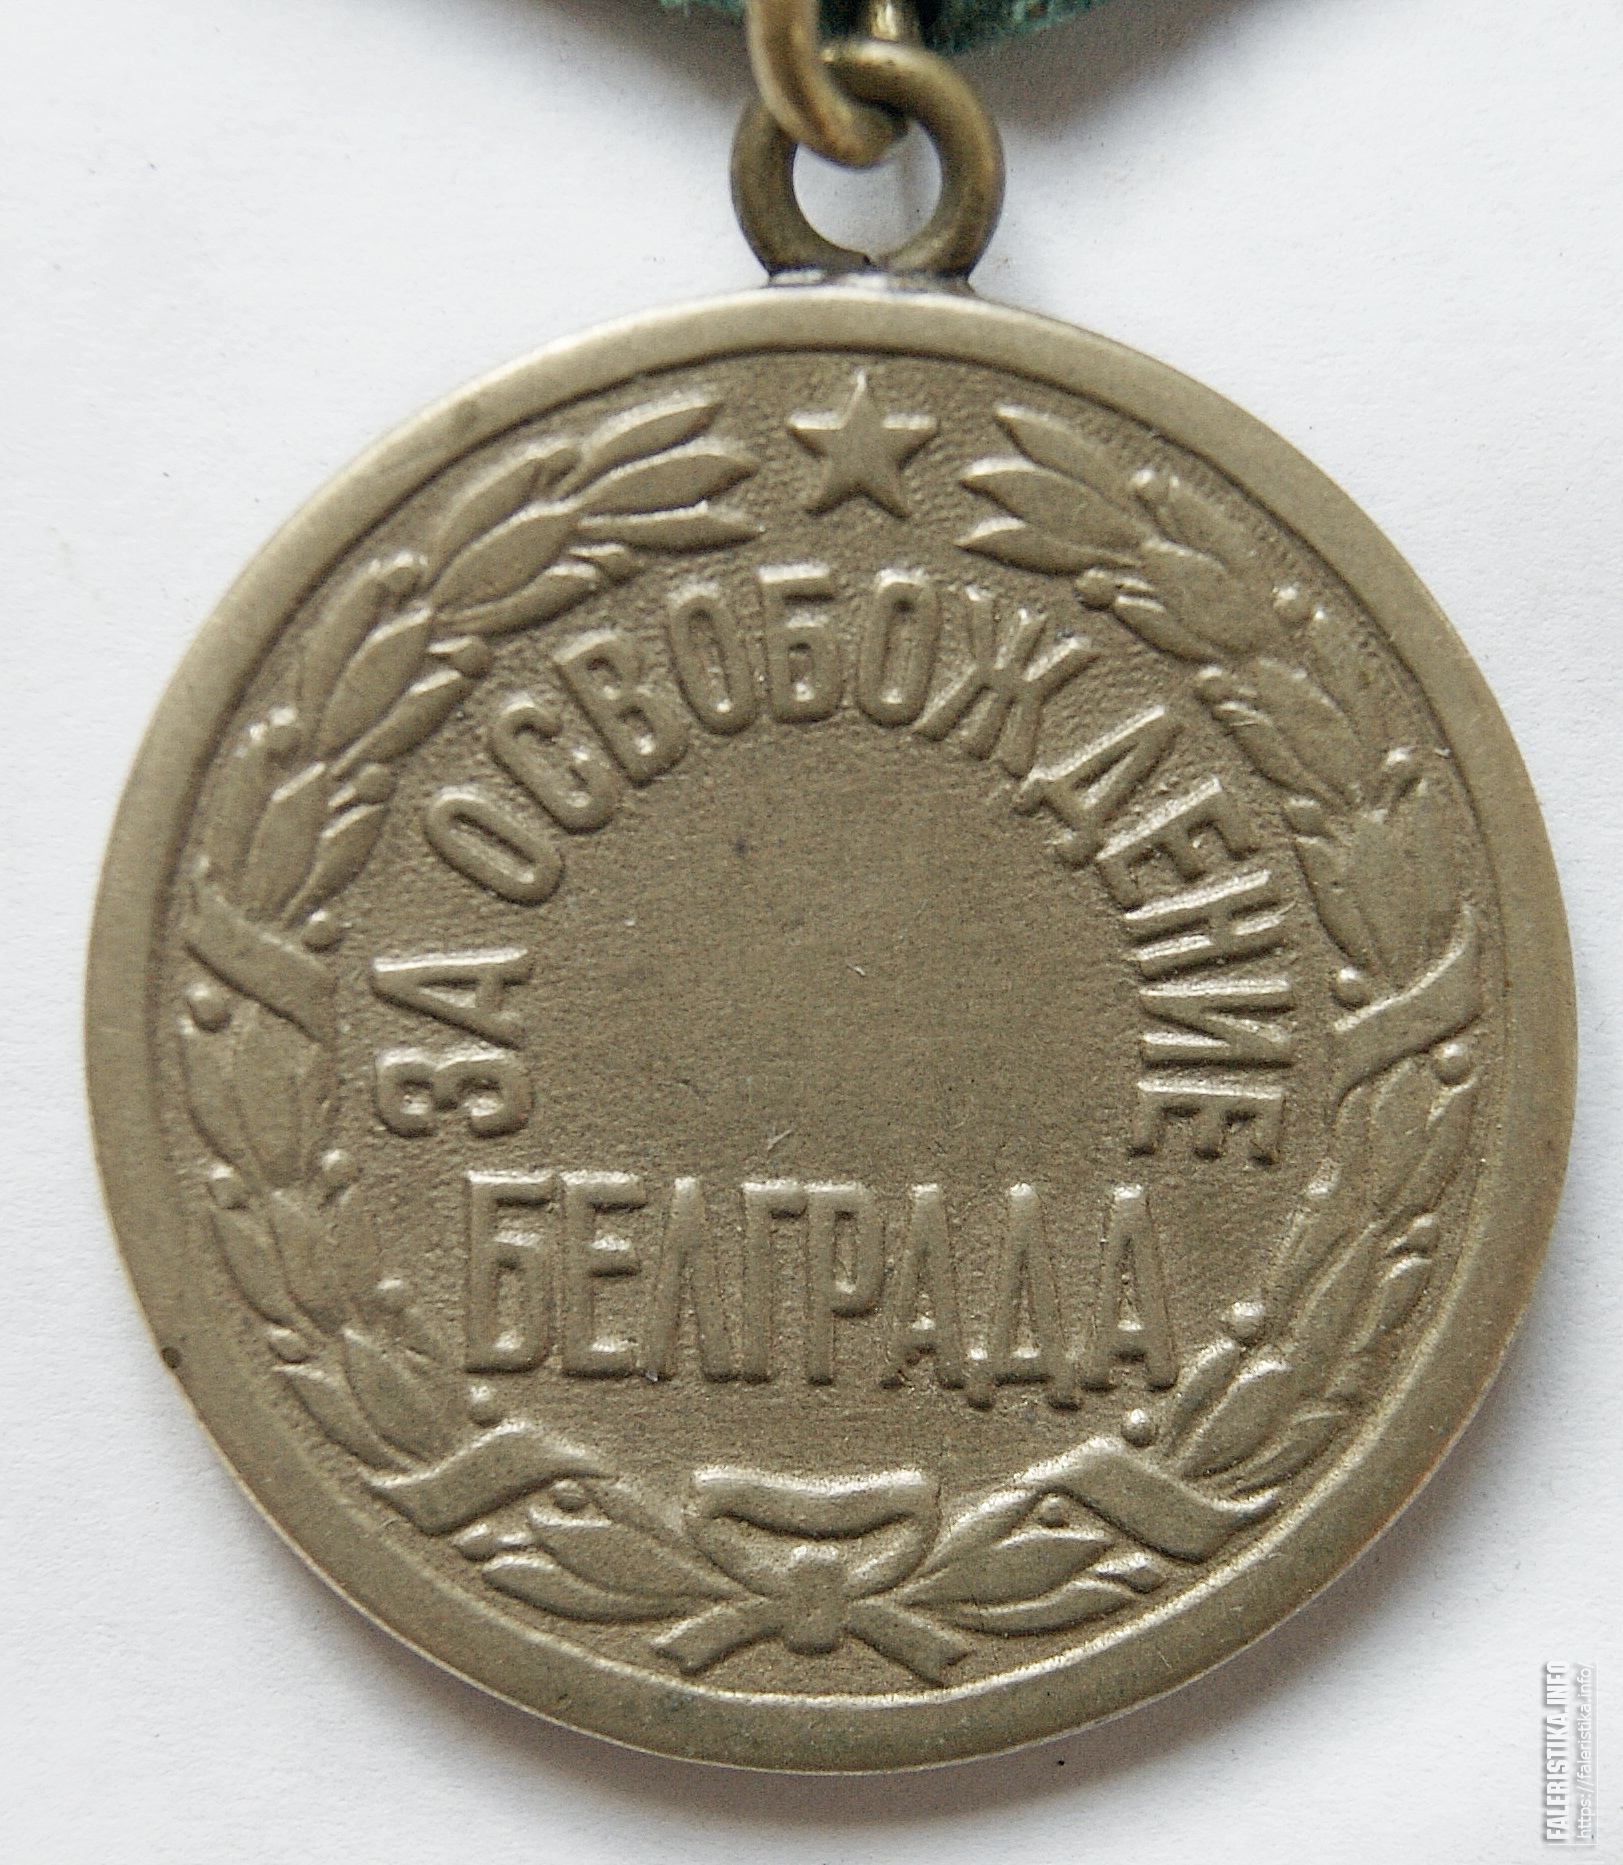 ЗА ОСВОБОЖДЕНИЕ
БЕЛГРАДА
FALERISTIKA.INFO
https://faleristika.info/